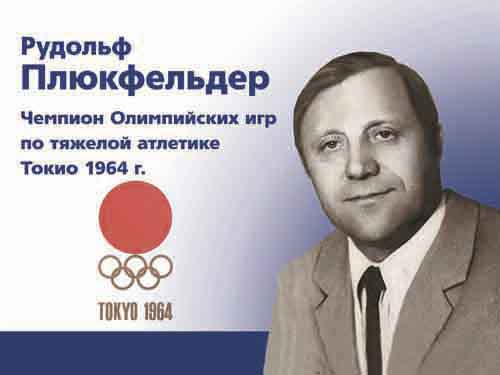 Рудольф
Плюкфельдер
Чемпион Олимпийских игр
по тяжелой атлетике
Токио 1964 г.
TOKYO 1964